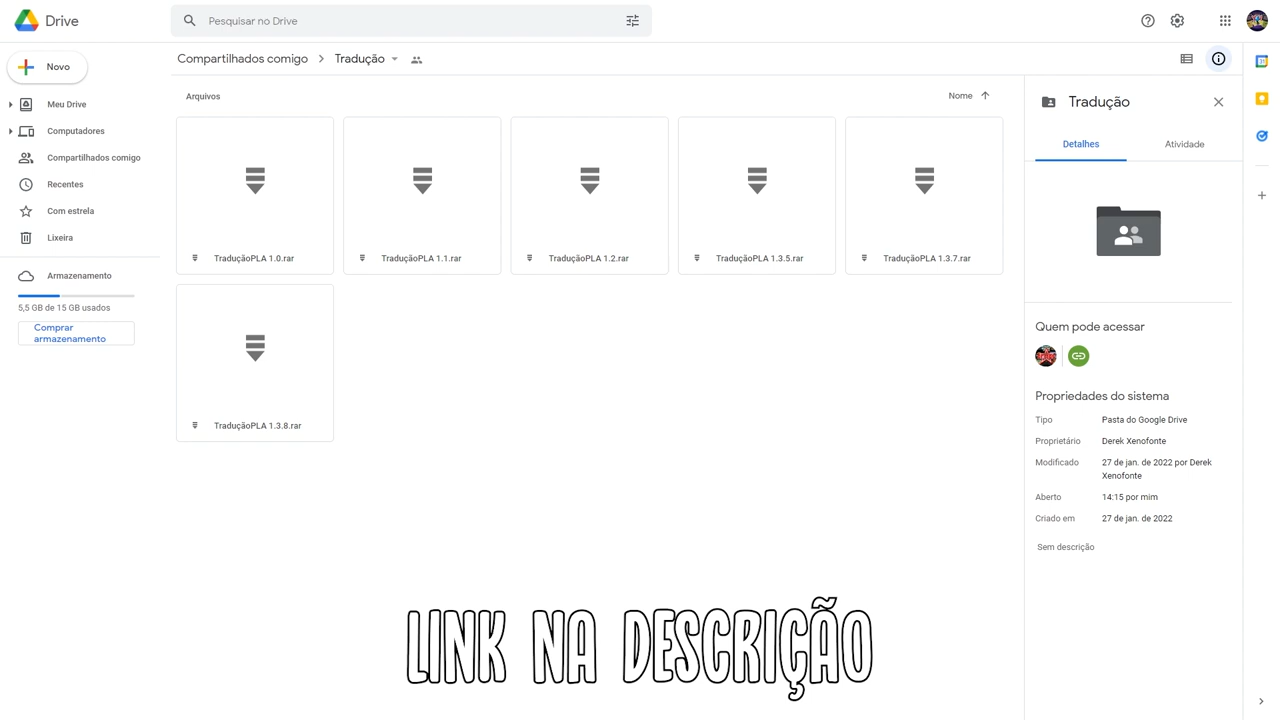 Drive
Pesquisar no Drive
Novo
Compartilhados comigo
Tradução
Meu Drive
Computadores
Compartilhados comigo
Recentes
Com estrela
Lixeira
Armazenamento
5,5 GB de 15 GB usados
Comprar
armazenamento
Arquivos
Nome
TraduçãoPLA 1.0.rar
TraduçãoPLA 1.1.rar
TraduçãoPLA 1.2.rar
TraduçãoPLA 1.3.5.rar
TraduçãoPLA 1.3.7.rar
TraduçãoPLA 1.3.8.rar
Tradução
Detalhes
Atividade
Quem pode acessar
Propriedades do sistema
Tipo Pasta do Google Drive
Proprietário Derek Xenofonte
Modificado 27 de jan. de 2022 por Derek
Xenofonte
Aberto 14:15 por mim
Criado em 27 de jan. de 2022
Sem descrição
LINK NA DESCRIÇÃO